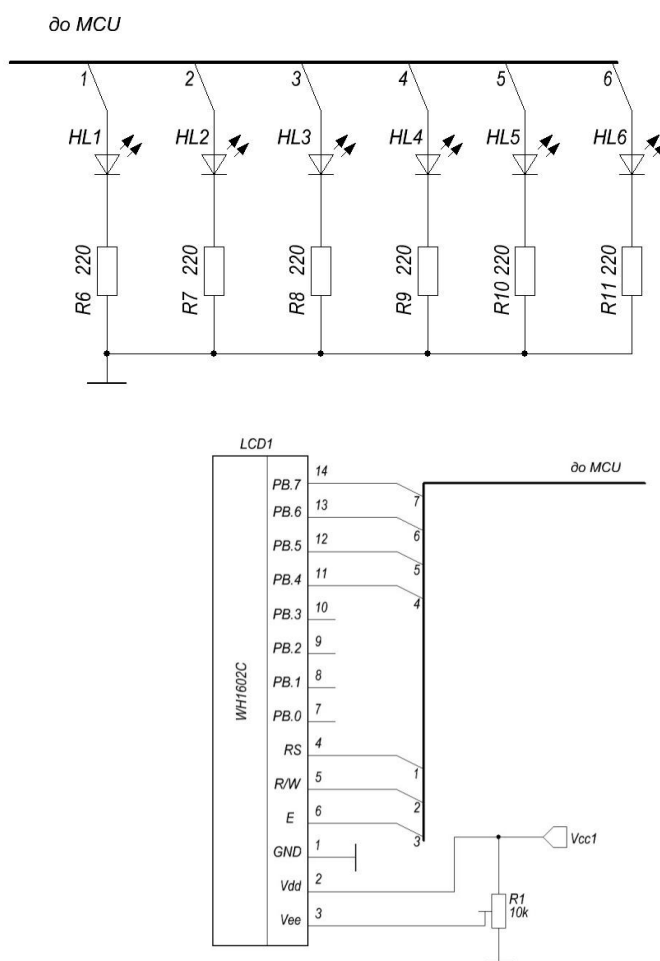 до MCU
1 2 3 4 5 6
HL1 HL2 HL3 HL4 HL5 HL6
220 220 220 220 220 220
R6 R7 R8 R9 R10 R11
LCD1
до MCU
WH1602C
PB.7 14 7
PB.6 13 6
PB.5 12 5
PB.4 11 4
PB.3 10
PB.2 9
PB.1 8
PB.0 7
RS 4 1
R/W 5 2
E 6 3
GND 1
Vcc1
Vdd 2
R1
10k
Vee 3